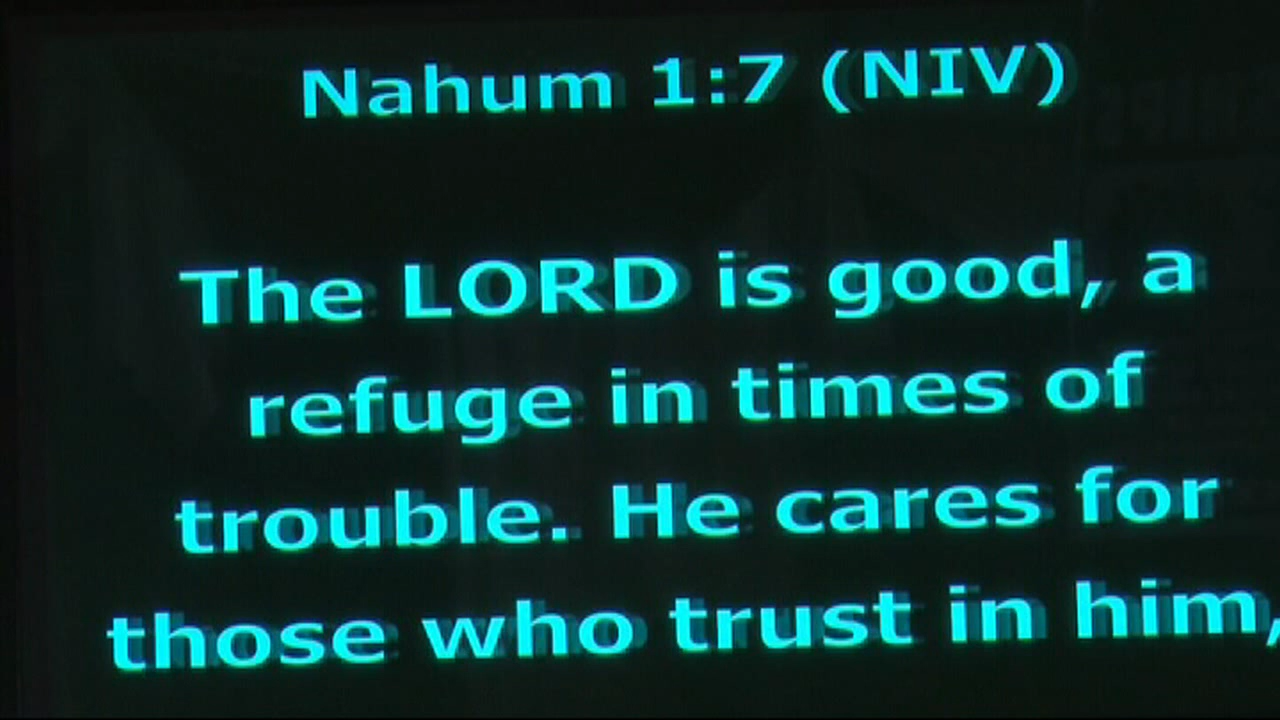 Nahum 1:7 (NIV)
The LORD is good, a
refuge in times of
trouble. He cares for
those who trust in him,